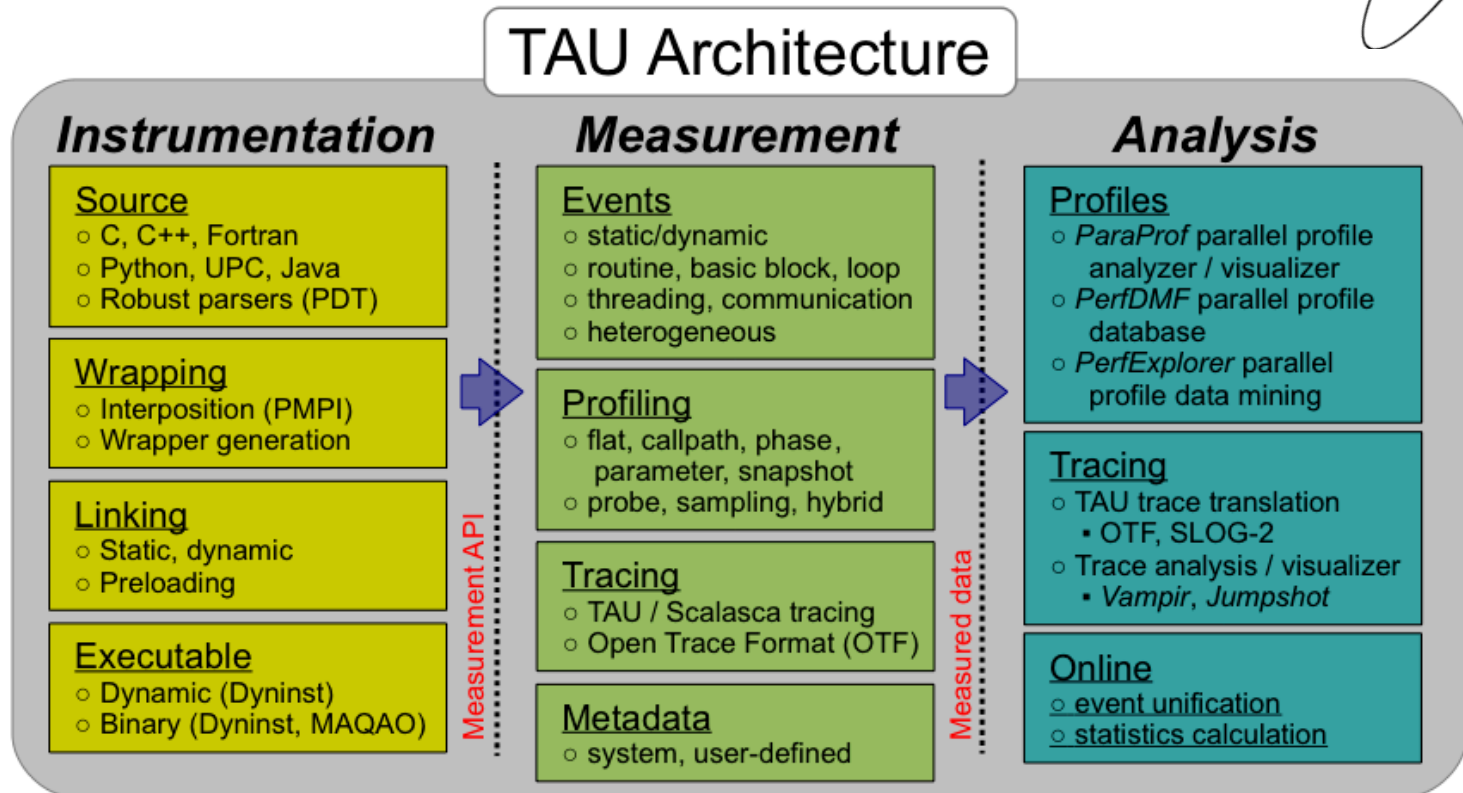 TAU Architecture
Instrumentation
Source
○ C, C++, Fortran
○ Python, UPC, Java
○ Robust parsers (PDT)
Wrapping
○ Interposition (PMPI)
○ Wrapper generation
Linking
○ Static, dynamic
○ Preloading
Executable
○ Dynamic (Dyninst)
○ Binary (Dyninst, MAQAO)
Measurement API
Measurement
Events
○ static/dynamic
○ routine, basic block, loop
○ threading, communication
○ heterogeneous
Profiling
○ flat, callpath, phase,
parameter, snapshot
○ probe, sampling, hybrid
Tracing
○ TAU / Scalasca tracing
○ Open Trace Format (OTF)
Metadata
○ system, user-defined
Measured data
Analysis
Profiles
○ ParaProf parallel profile
analyzer / visualizer
○ PerfDMF parallel profile
database
○ PerfExplorer parallel
profile data mining
Tracing
○ TAU trace translation
▪ OTF, SLOG-2
○ Trace analysis / visualizer
▪ Vampir, Jumpshot
Online
○ event unification
○ statistics calculation